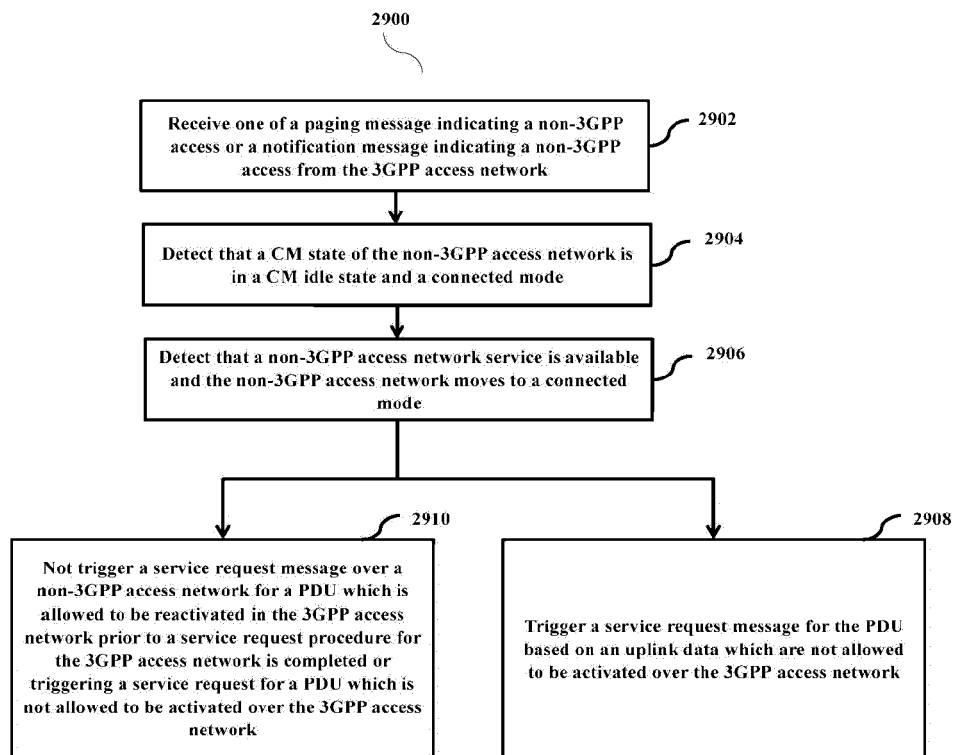 2900
Receive one of a paging message indicating a non-3GPP
access or a notification message indicating a non-3GPP
access from the 3GPP access network
2902
Detect that a CM state of the non-3GPP access network is
in a CM idle state and a connected mode
2904
Detect that a non-3GPP access network service is available
and the non-3GPP access network moves to a connected
mode
2906
2910
Not trigger a service request message over a
non-3GPP access network for a PDU which is
allowed to be reactivated in the 3GPP access
network prior to a service request procedure for
the 3GPP access network is completed or
triggering a service request for a PDU which is
not allowed to be activated over the 3GPP access
network
2908
Trigger a service request message for the PDU
based on an uplink data which are not allowed
to be activated over the 3GPP access network